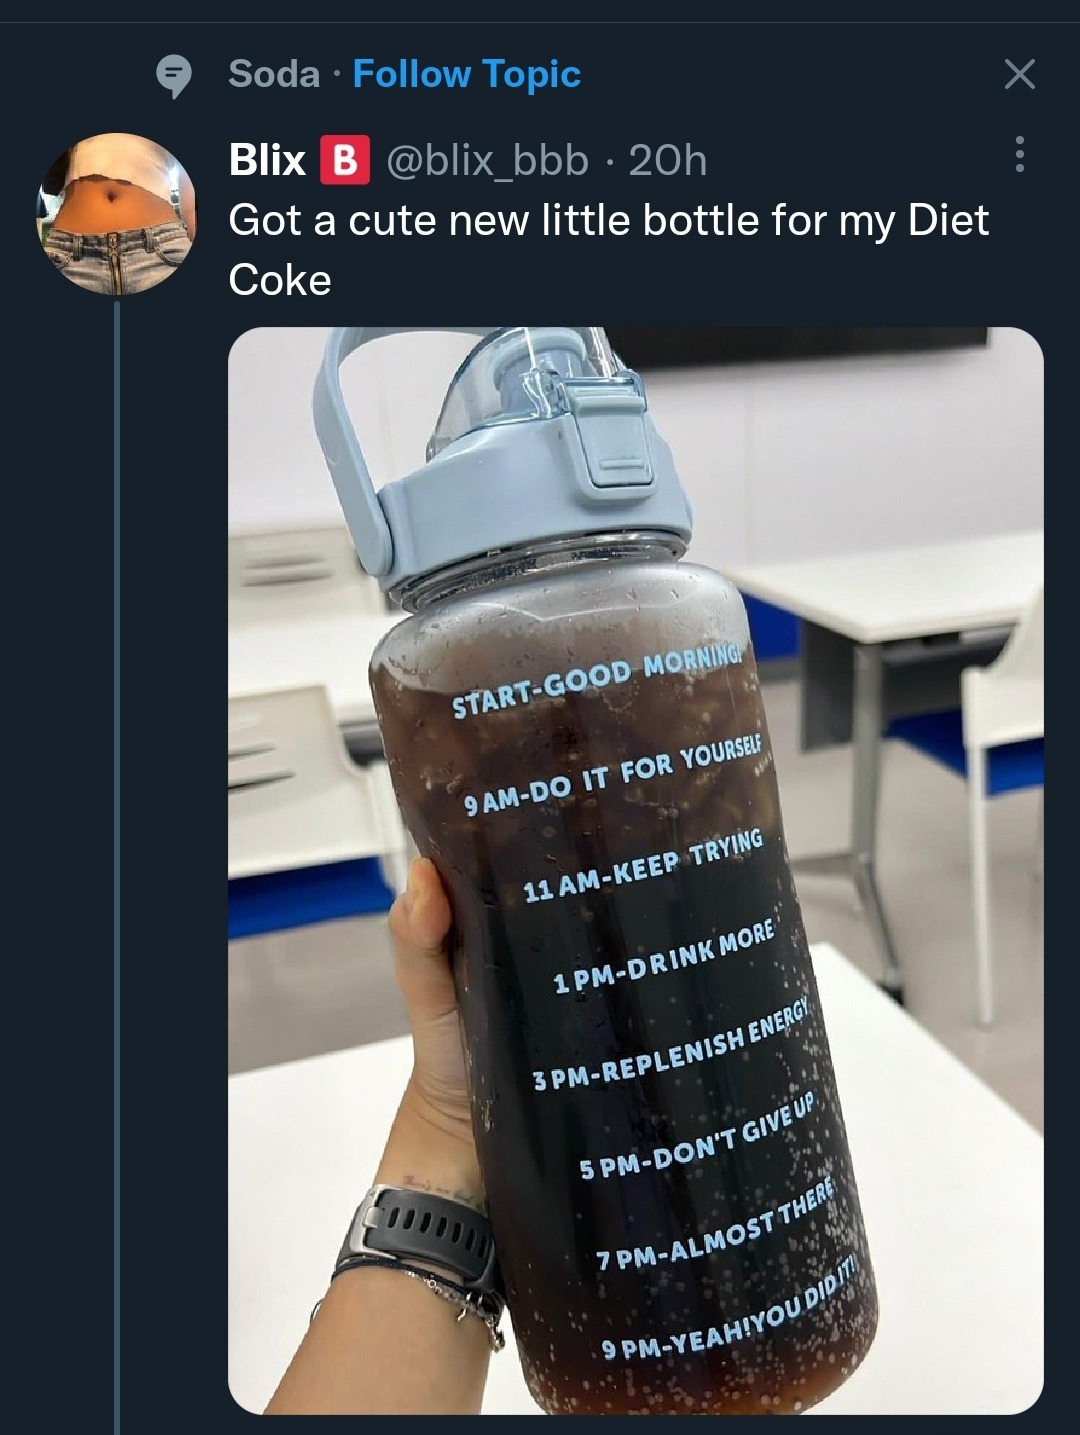 Soda · Follow Topic
Blix B @blix_bbb · 20h
Got a cute new little bottle for my Diet
Coke
START-GOOD MORNING!
9 AM-DO IT FOR YOURSELF
11 AM-KEEP TRYING
1 PM-DRINK MORE
3 PM-REPLENISH ENERGY
5 PM-DON'T GIVE UP
7 PM-ALMOST THERE
9 PM-YEAH!YOU DID IT!